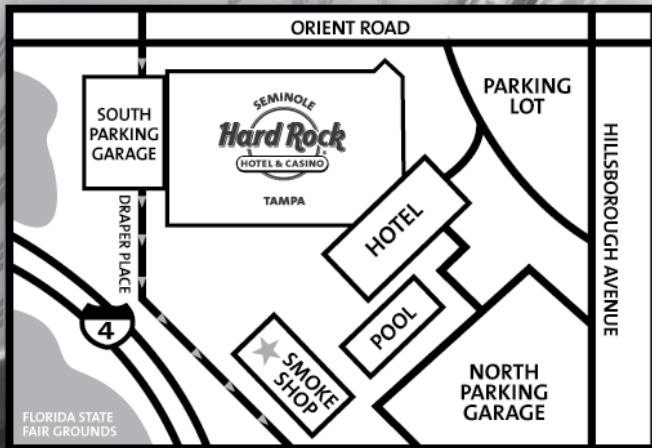 ORIENT ROAD
SOUTH
PARKING
GARAGE
SEMINOLE
Hard Rock
HOTEL & CASINO
TAMPA
PARKING
LOT
HILLSBOROUGH AVENUE
DRAPER PLACE
HOTEL
4
POOL
SMOKE
SHOP
NORTH
PARKING
GARAGE
FLORIDA STATE
FAIR GROUNDS